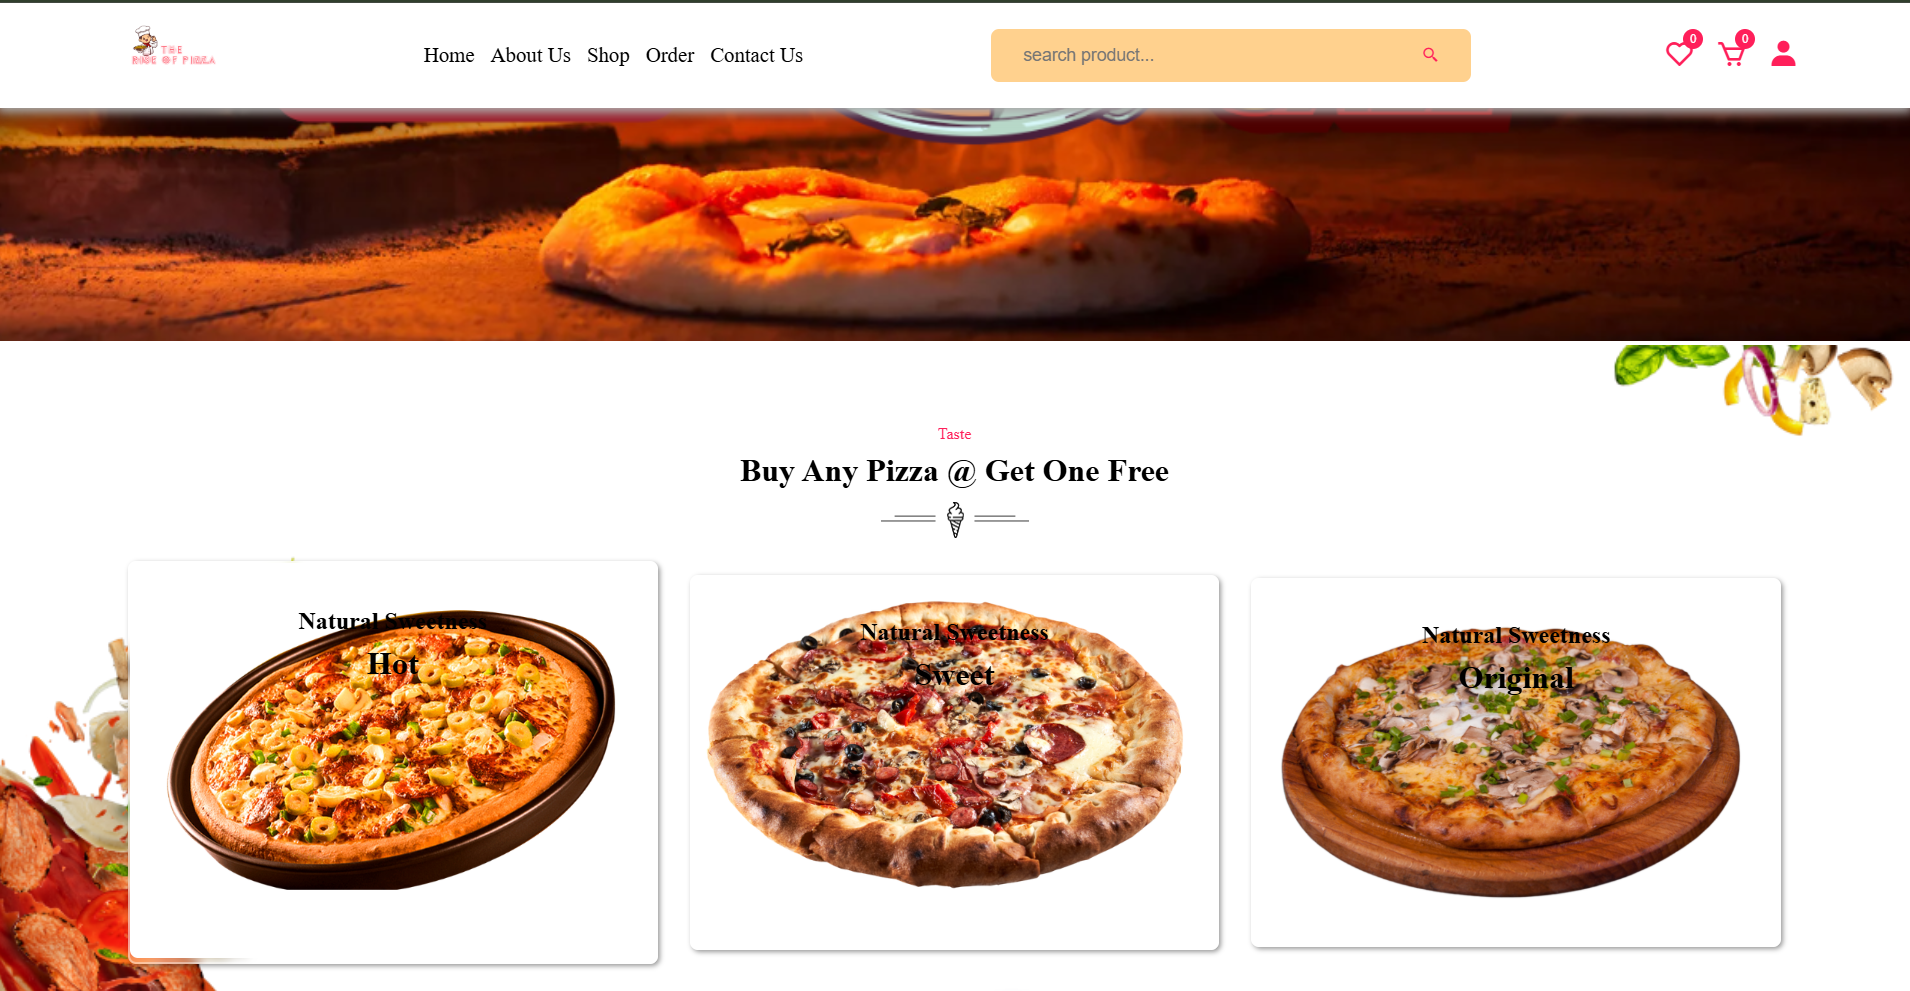 THE
RISE OF PIZZA
Home About Us Shop Order Contact Us
search product...
0
0
Taste
Buy Any Pizza @ Get One Free
Natural Sweetness
Hot
Natural Sweetness
Sweet
Natural Sweetness
Original